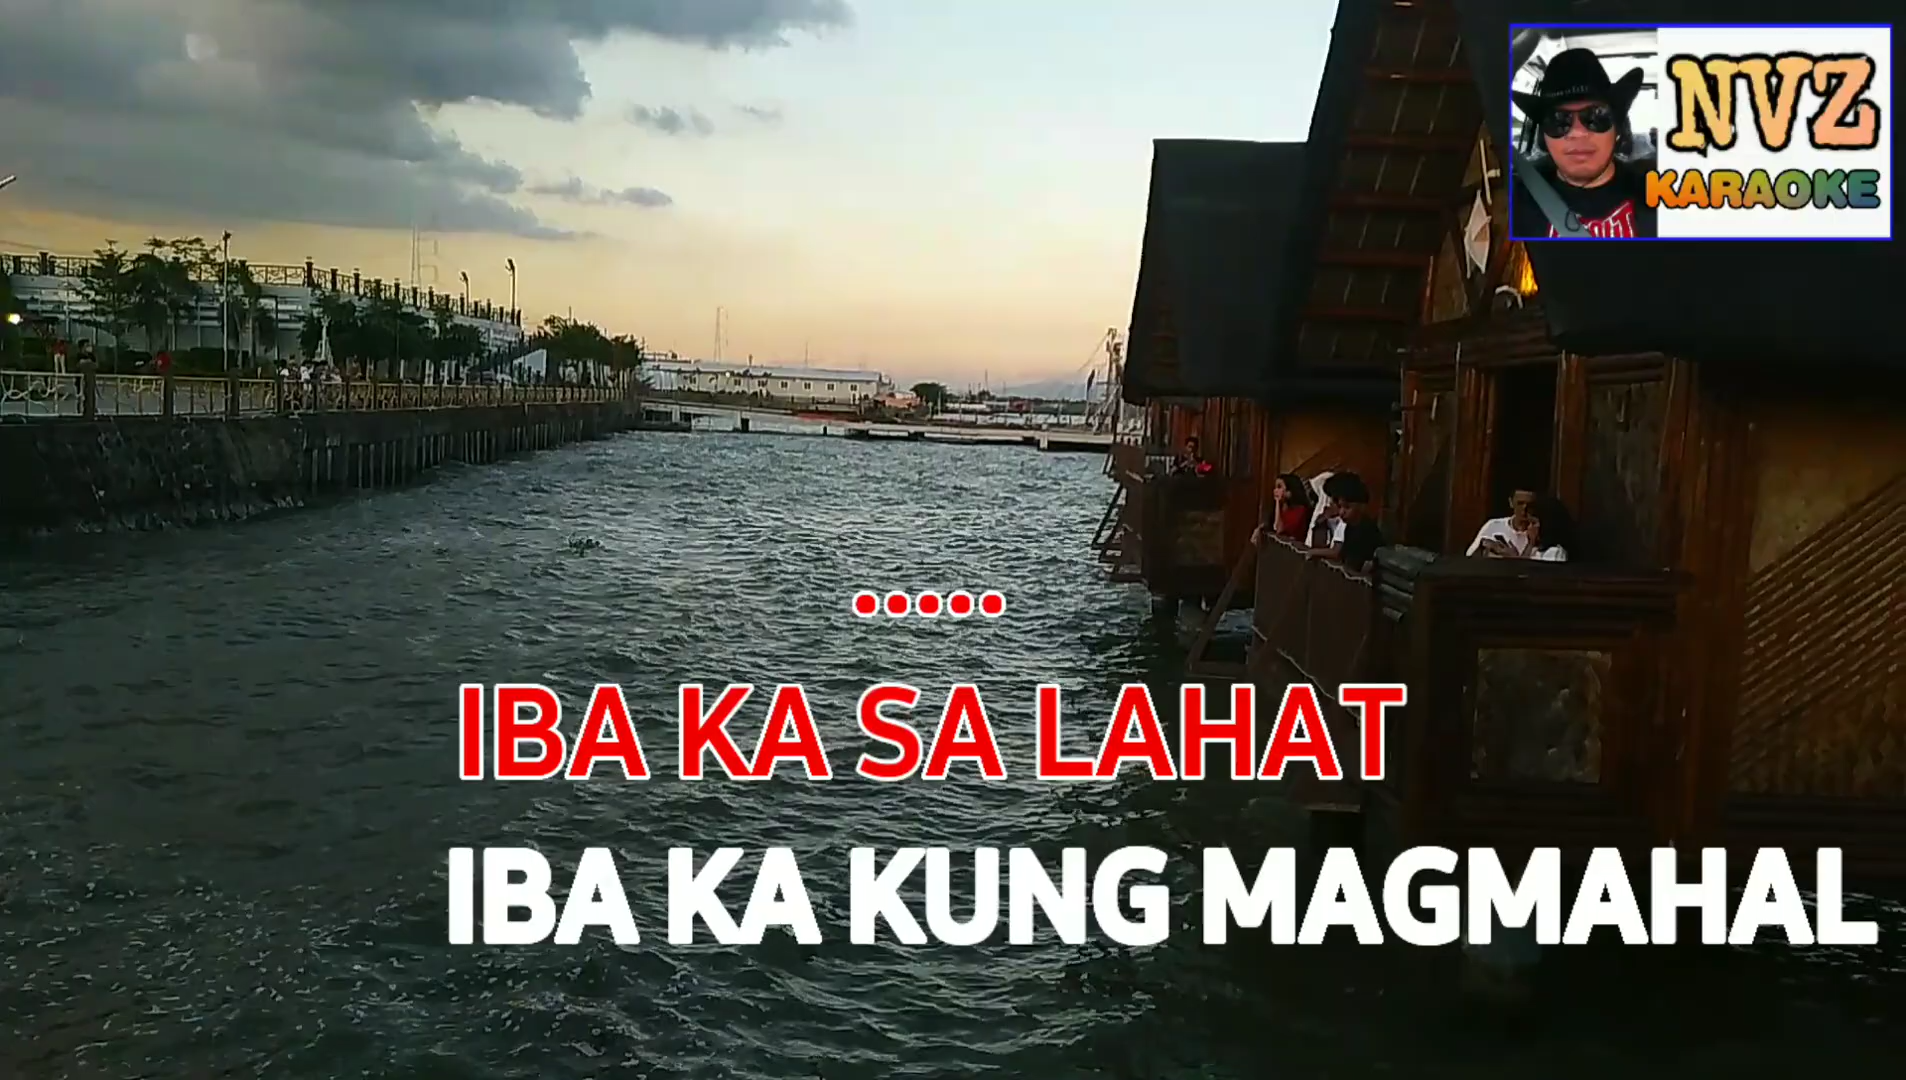 NVZ
KARAOKE
IBA KA SA LAHAT
IBA KA KUNG MAGMAHAL